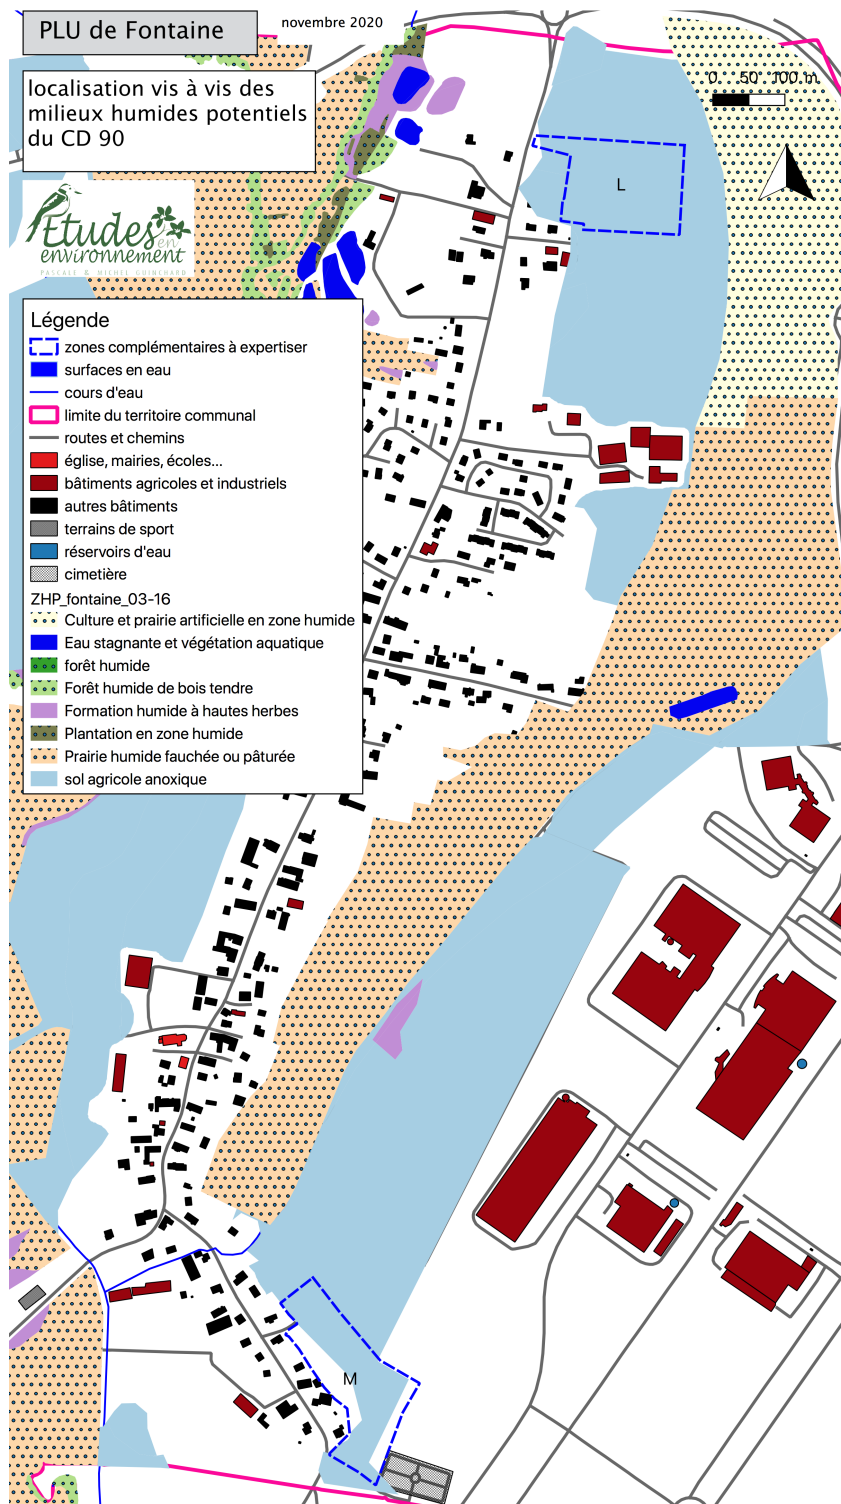 PLU de Fontaine
novembre 2020
localisation vis à vis des
milieux humides potentiels
du CD 90
0 50 100 m
L
Etudes
en
environnement
PASCALE & MICHEL GUINCHARD
Légende
zones complémentaires à expertiser
surfaces en eau
cours d'eau
limite du territoire communal
routes et chemins
église, mairies, écoles...
bâtiments agricoles et industriels
autres bâtiments
terrains de sport
réservoirs d'eau
cimetière
ZHP_fontaine_03-16
Culture et prairie artificielle en zone humide
Eau stagnante et végétation aquatique
forêt humide
Forêt humide de bois tendre
Formation humide à hautes herbes
Plantation en zone humide
Prairie humide fauchée ou pâturée
sol agricole anoxique
M